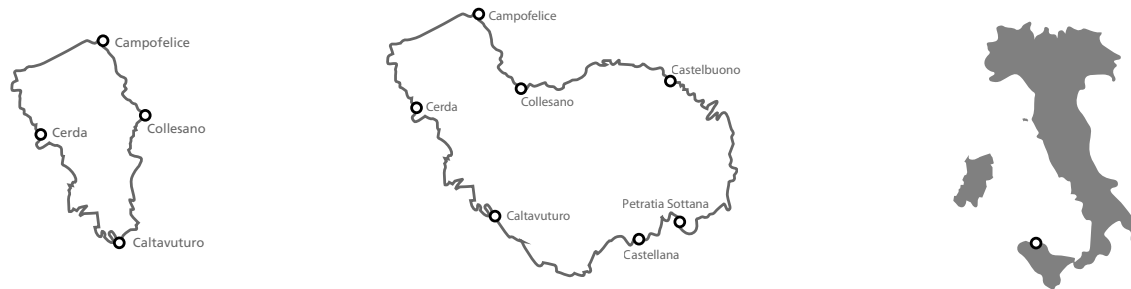 Campofelice
Cerda
Collesano
Caltavuturo
Campofelice
Castelbuono
Collesano
Cerda
Petratia Sottana
Caltavuturo
Castellana